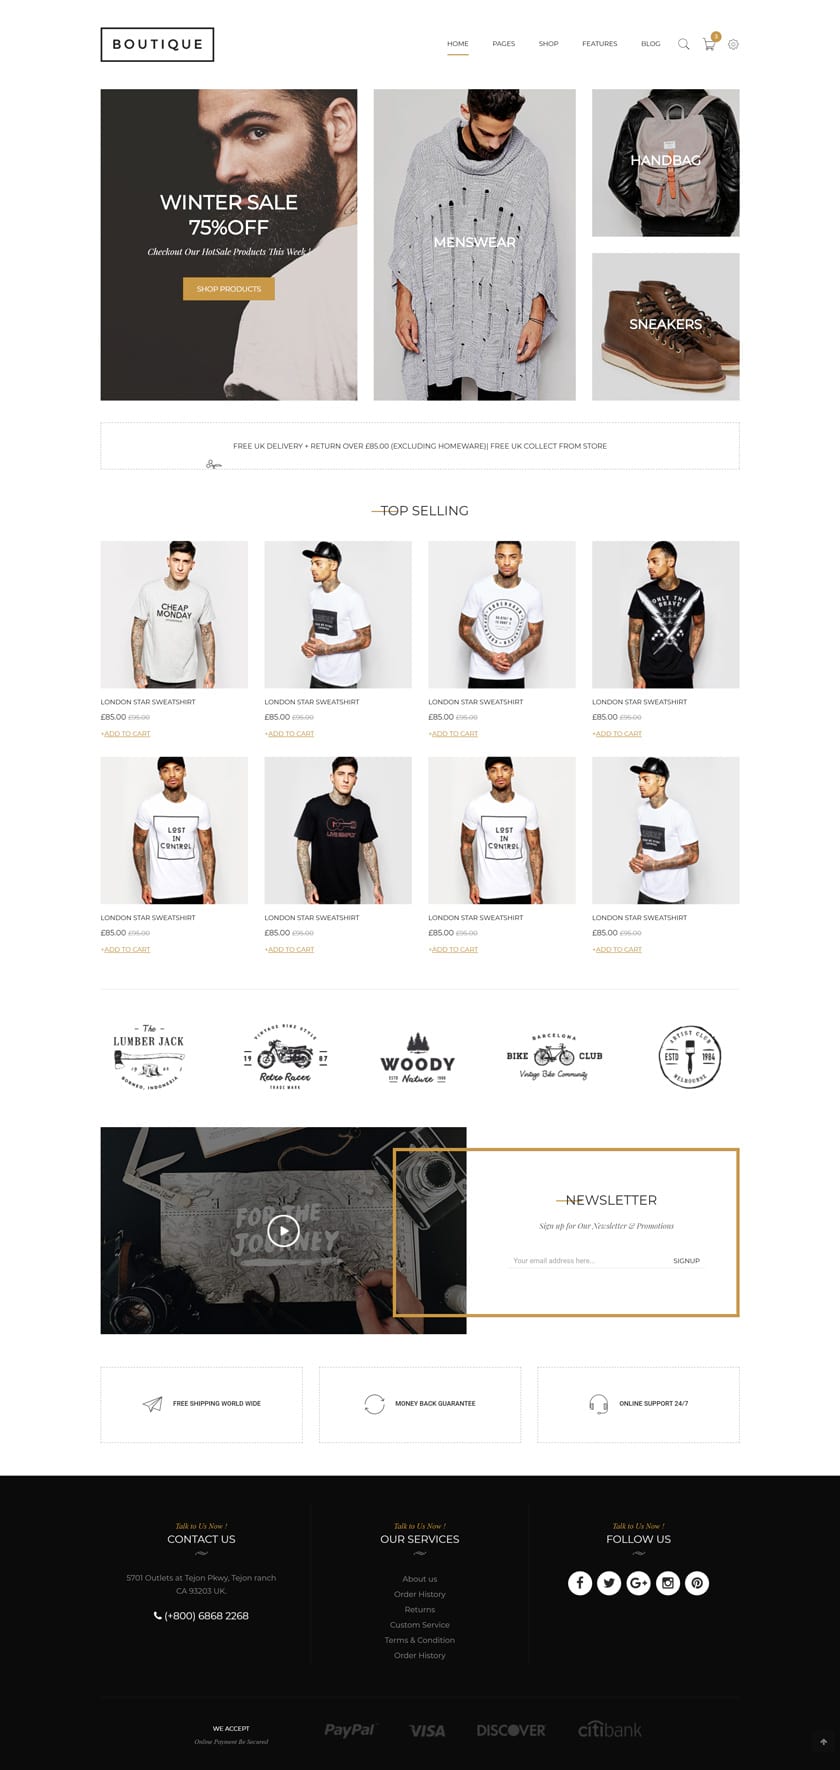 BOUTIQUE
HOME PAGES SHOP FEATURES BLOG
3
WINTER SALE
75%OFF
Checkout Our HotSale Products This Week !
SHOP PRODUCTS
MENSWEAR
HANDBAG
SNEAKERS
FREE UK DELIVERY + RETURN OVER £85.00 (EXCLUDING HOMEWARE)| FREE UK COLLECT FROM STORE
TOP SELLING
CHEAP
MONDAY
ONLY THE
BRAVE
LONDON STAR SWEATSHIRT
£85.00 £95.00
+ADD TO CART
LONDON STAR SWEATSHIRT
£85.00 £95.00
+ADD TO CART
LONDON STAR SWEATSHIRT
£85.00 £95.00
+ADD TO CART
LONDON STAR SWEATSHIRT
£85.00 £95.00
+ADD TO CART
LOST
IN
CONTROL
LIVE SIMPLY
LOST
IN
CONTROL
LONDON STAR SWEATSHIRT
£85.00 £95.00
+ADD TO CART
LONDON STAR SWEATSHIRT
£85.00 £95.00
+ADD TO CART
LONDON STAR SWEATSHIRT
£85.00 £95.00
+ADD TO CART
LONDON STAR SWEATSHIRT
£85.00 £95.00
+ADD TO CART
– The –
LUMBER JACK
BORNEO, INDONESIA
VINTAGE BIKE STYLE
19 87
Retro Racer
TRADE MARK
WOODY
ESTD Nature 1988
BARCELONA
BIKE CLUB
Vintage Bike Community
ARTIST CLUB
ESTD 1984
MELBOURNE
FOR THE
JOURNEY
NEWSLETTER
Sign up for Our Newsletter & Promotions
Your email address here... SIGNUP
FREE SHIPPING WORLD WIDE
MONEY BACK GUARANTEE
ONLINE SUPPORT 24/7
Talk to Us Now !
CONTACT US
5701 Outlets at Tejon Pkwy, Tejon ranch
CA 93203 UK.
(+800) 6868 2268
Talk to Us Now !
OUR SERVICES
About us
Order History
Returns
Custom Service
Terms & Condition
Order History
Talk to Us Now !
FOLLOW US
WE ACCEPT
Online Payment Be Secured
PayPal VISA DISCOVER citibank